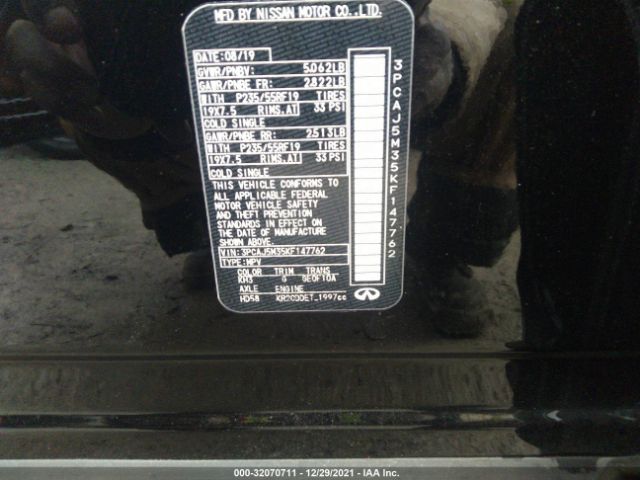 MFD BY NISSAN MOTOR CO.,LTD.
DATE:08/19
GVWR/PNBV: 5062LB
GAWR/PNBE FR: 2822LB
WITH P235/55RF19 TIRES
19X7.5 RIMS.AT 33 PSI
COLD SINGLE
GAWR/PNBE RR: 2513LB
WITH P235/55RF19 TIRES
19X7.5 RIMS.AT 33 PSI
COLD SINGLE
THIS VEHICLE CONFORMS TO
ALL APPLICABLE FEDERAL
MOTOR VEHICLE SAFETY
AND THEFT PREVENTION
STANDARDS IN EFFECT ON
THE DATE OF MANUFACTURE
SHOWN ABOVE.
VIN:3PCAJ5M35KF147762
TYPE:MPV
COLOR TRIM TRANS
KH3 G GE0F10A
AXLE ENGINE
HD58 KR20DDET 1997cc
3PCAJ5M35KF147762
000-32070711 - 12/29/2021 - IAA Inc.